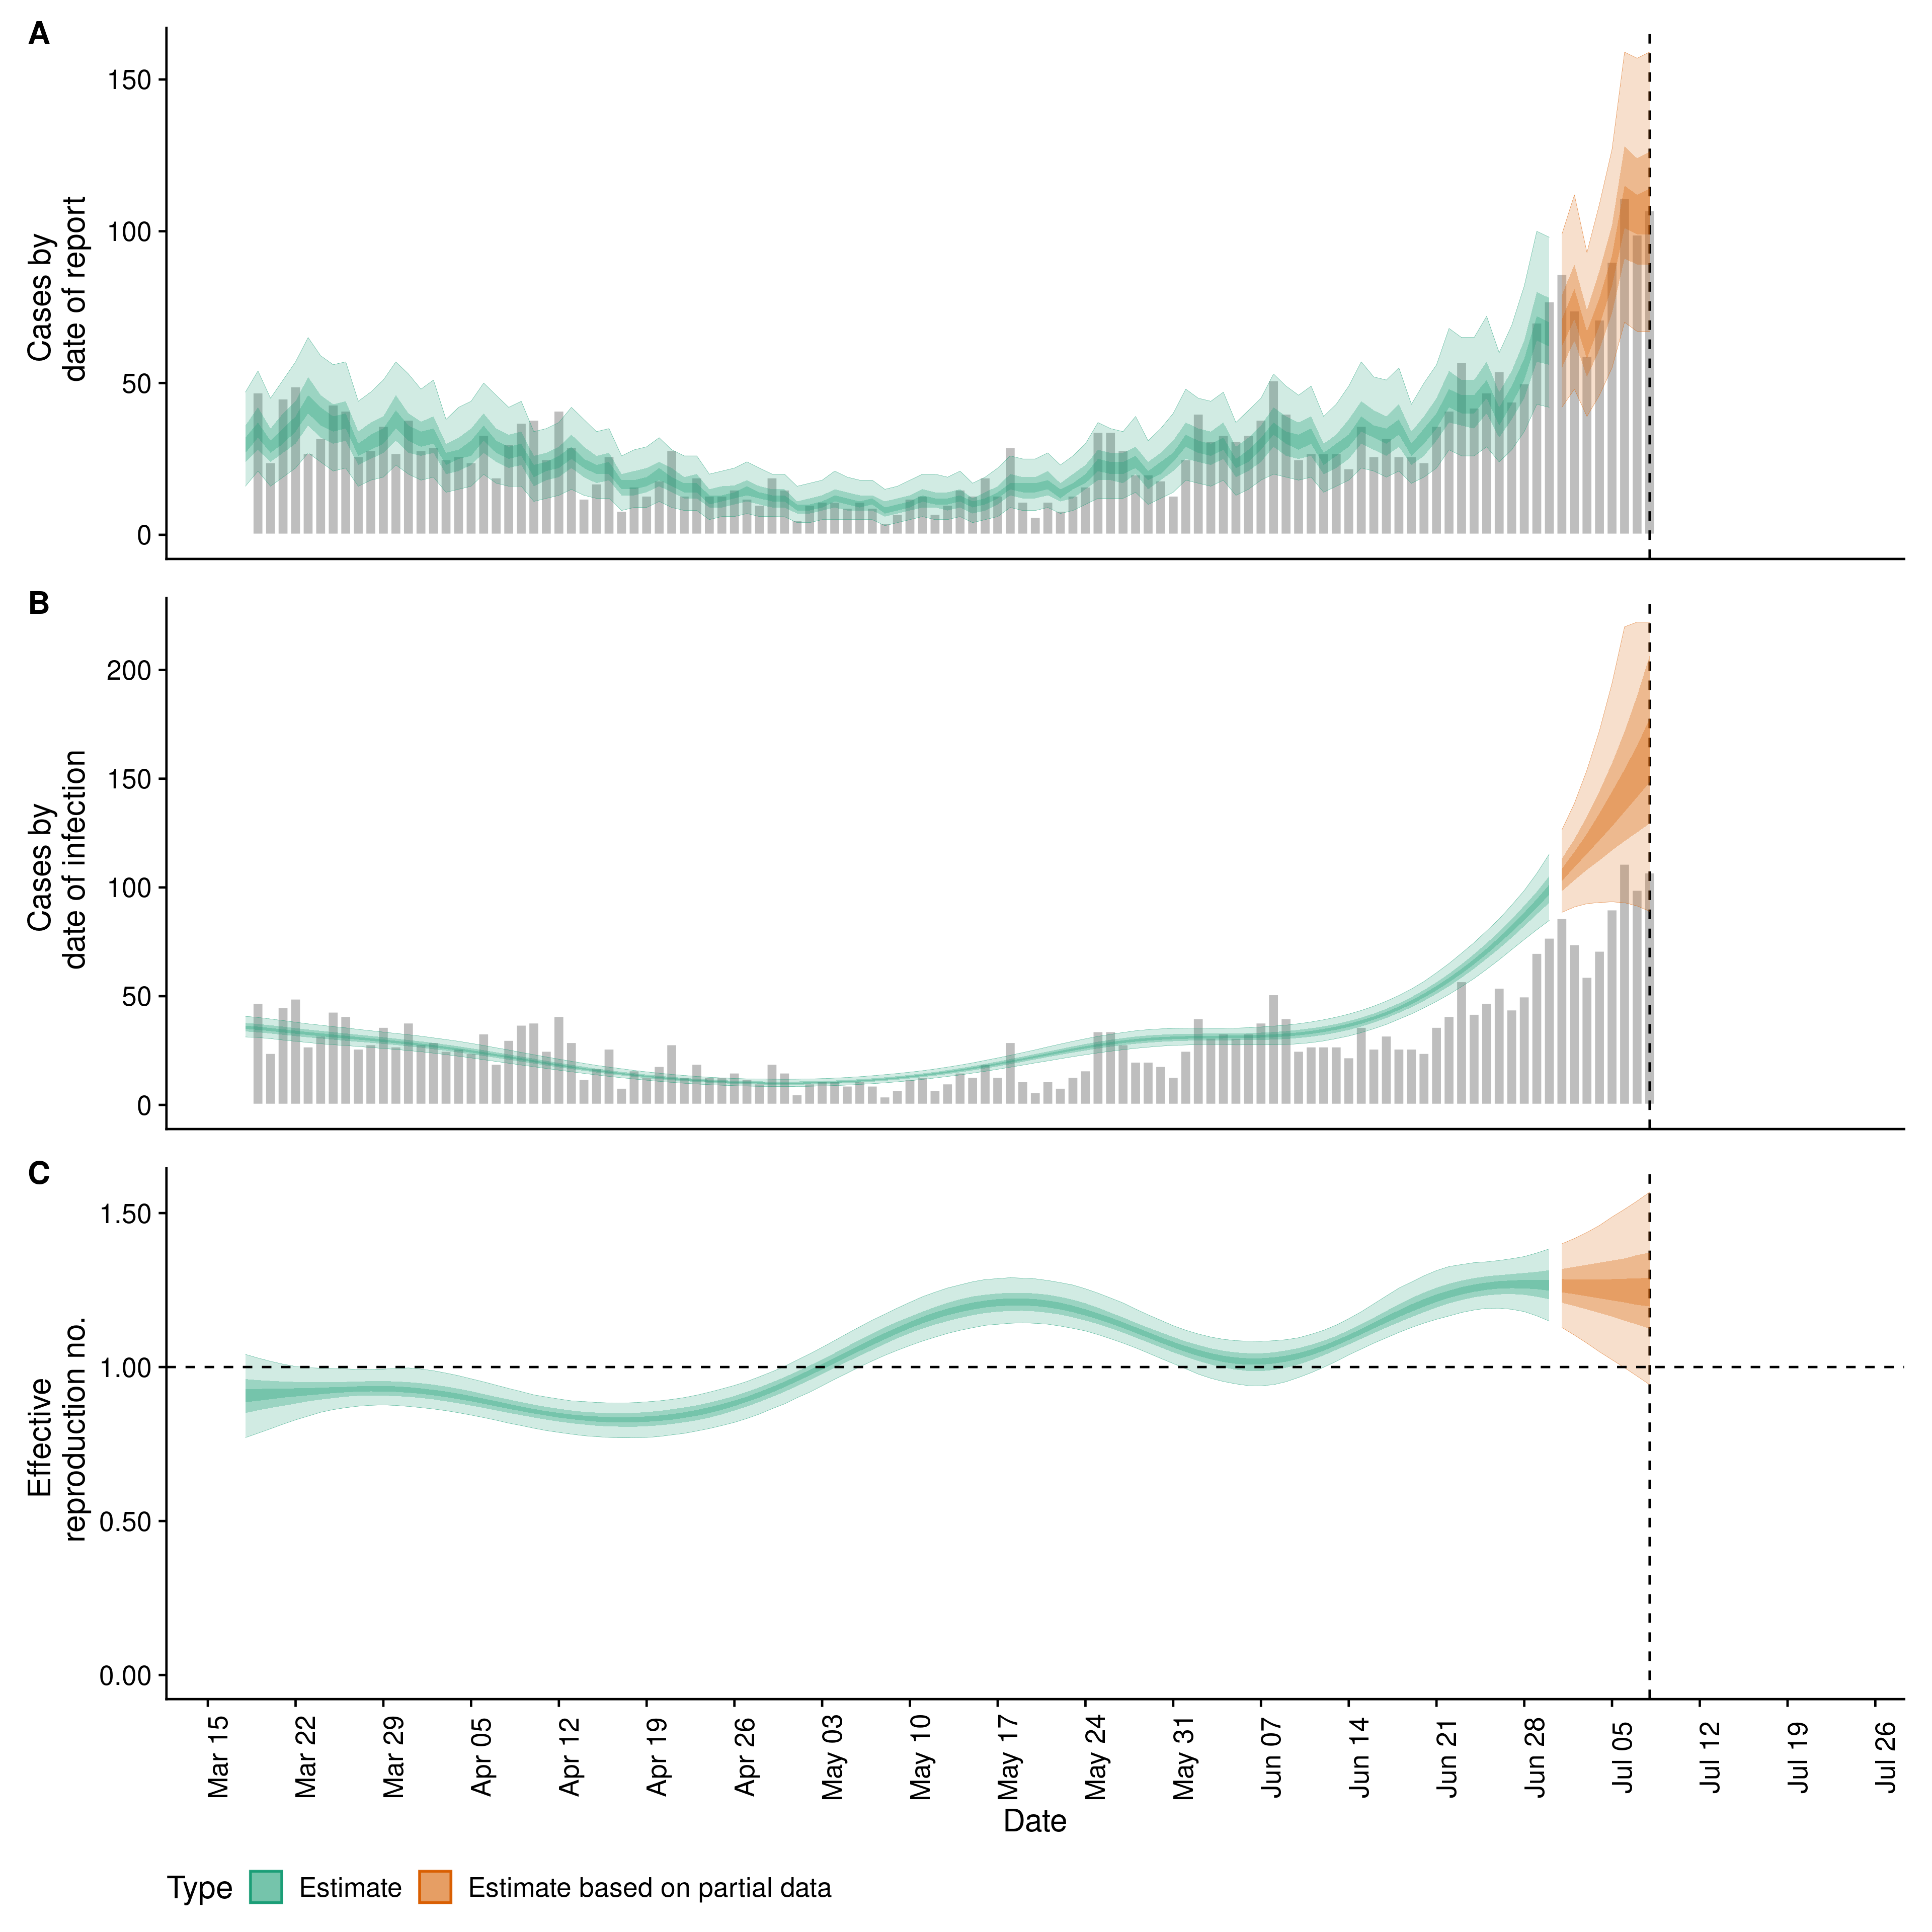 A
Cases by
date of report
150
100
50
0
B
Cases by
date of infection
200
150
100
50
0
C
Effective
reproduction no.
1.50
1.00
0.50
0.00
Mar 15
Mar 22
Mar 29
Apr 05
Apr 12
Apr 19
Apr 26
May 03
May 10
May 17
May 24
May 31
Jun 07
Jun 14
Jun 21
Jun 28
Jul 05
Jul 12
Jul 19
Jul 26
Date
Type Estimate Estimate based on partial data